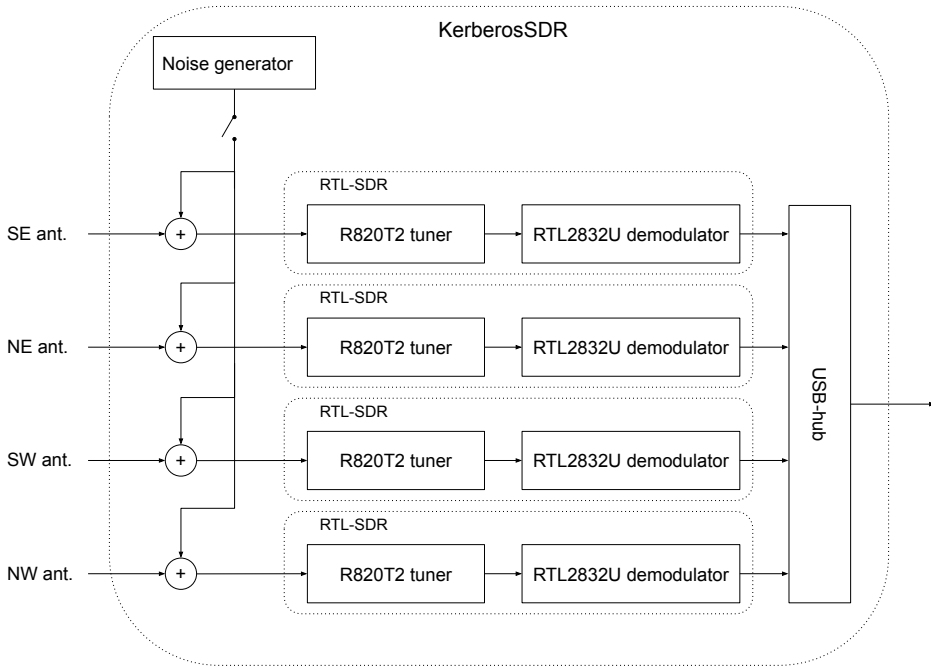 KerberosSDR
Noise generator
RTL-SDR
SE ant.
+
R820T2 tuner
RTL2832U demodulator
RTL-SDR
NE ant.
+
R820T2 tuner
RTL2832U demodulator
USB-hub
RTL-SDR
SW ant.
+
R820T2 tuner
RTL2832U demodulator
RTL-SDR
NW ant.
+
R820T2 tuner
RTL2832U demodulator